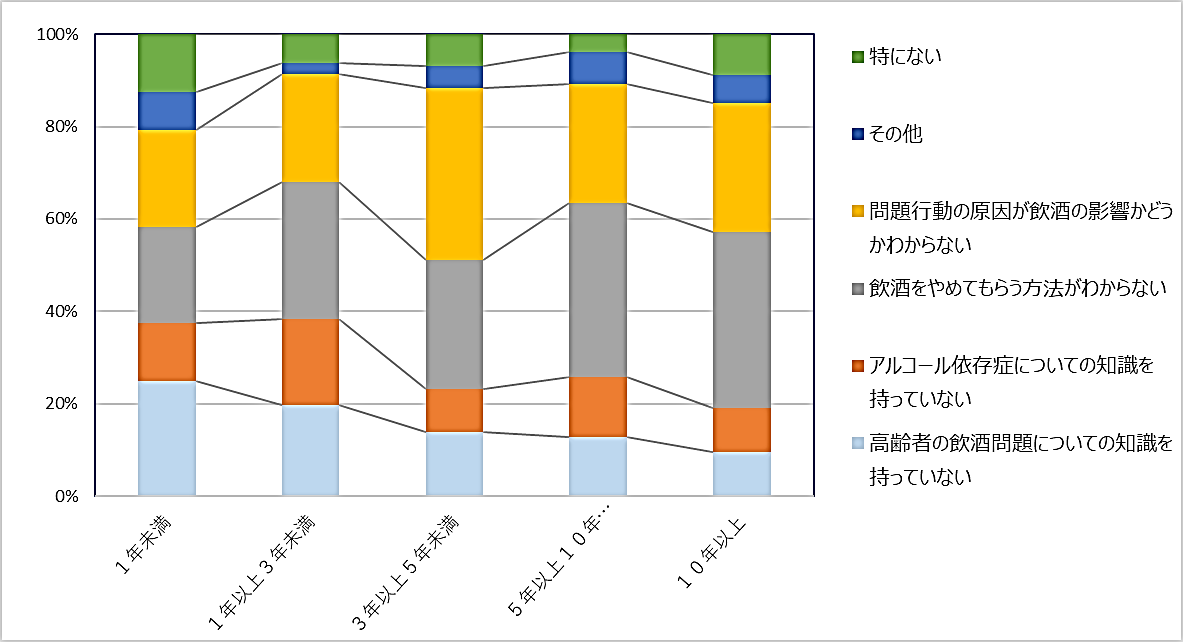 100%
80%
60%
40%
20%
0%
１年未満
１年以上３年未満
３年以上５年未満
５年以上１０年…
１０年以上
特にない
その他
問題行動の原因が飲酒の影響かどう
かわからない
飲酒をやめてもらう方法がわからない
アルコール依存症についての知識を
持っていない
高齢者の飲酒問題についての知識を
持っていない